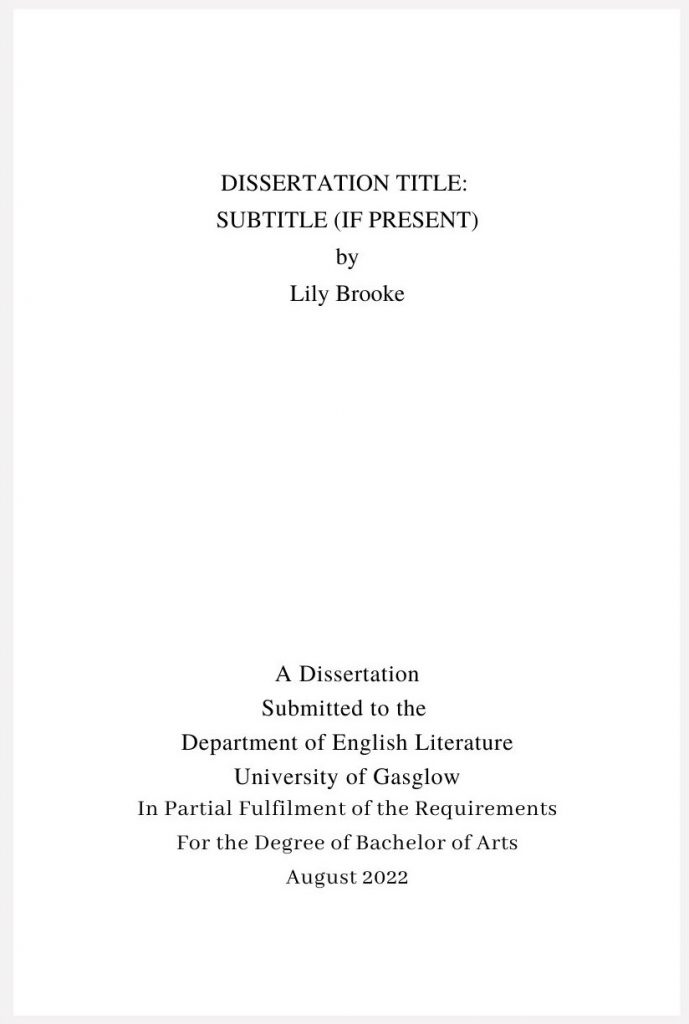 DISSERTATION TITLE:
SUBTITLE (IF PRESENT)
by
Lily Brooke
A Dissertation
Submitted to the
Department of English Literature
University of Gasglow
In Partial Fulfilment of the Requirements
For the Degree of Bachelor of Arts
August 2022